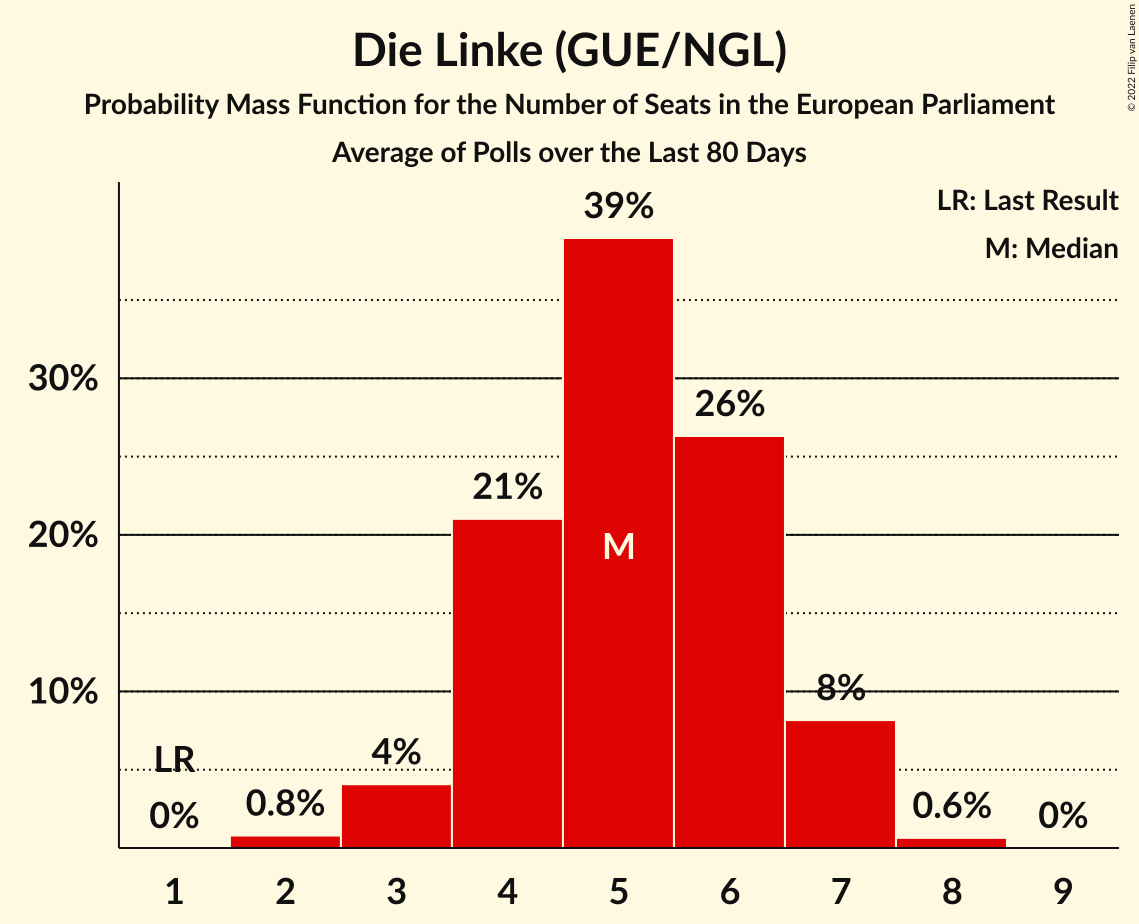 Die Linke (GUE/NGL)
Probability Mass Function for the Number of Seats in the European Parliament
Average of Polls over the Last 80 Days
© 2022 Filip van Laenen
LR: Last Result
M: Median
39%
30%
26%
21%
20%
M
10%
8%
LR
4%
0%
0.8%
0.6%
0%
1 2 3 4 5 6 7 8 9